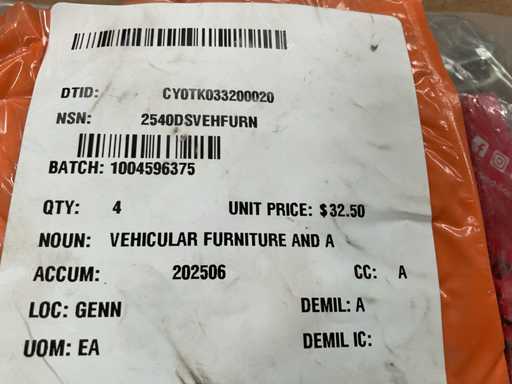 DTID: CY0TK033200020
NSN: 2540DSVEHFURN
BATCH: 1004596375
QTY: 4 UNIT PRICE: $32.50
NOUN: VEHICULAR FURNITURE AND A
ACCUM: 202506 CC: A
LOC: GENN DEMIL: A
UOM: EA DEMIL IC: